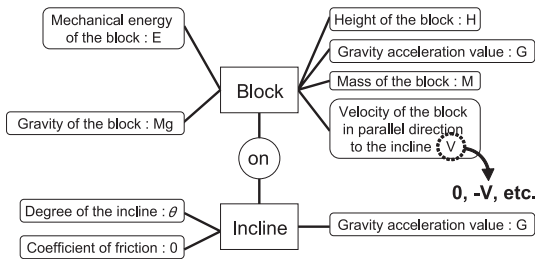 Mechanical energy
of the block : E
Gravity of the block : Mg
Block
Height of the block : H
Gravity acceleration value : G
Mass of the block : M
Velocity of the block
in parallel direction
to the incline V
0, -V, etc.
on
Degree of the incline : θ
Coefficient of friction : 0
Incline
Gravity acceleration value : G